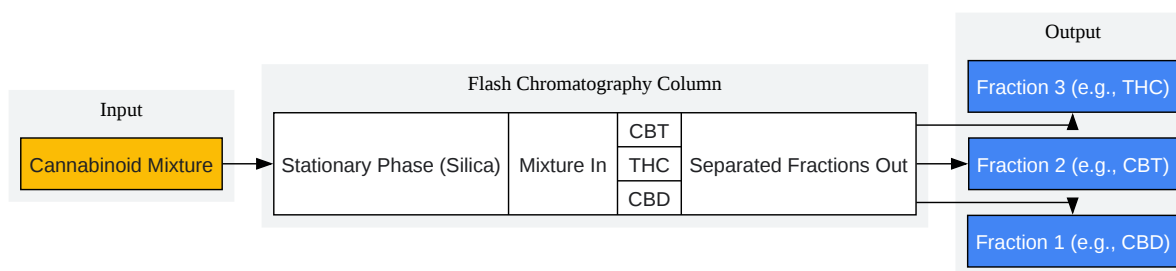 Output
Flash Chromatography Column
Fraction 3 (e.g., THC)
Input
CBT
Cannabinoid Mixture
Stationary Phase (Silica)
Mixture In
THC
Separated Fractions Out
Fraction 2 (e.g., CBT)
CBD
Fraction 1 (e.g., CBD)